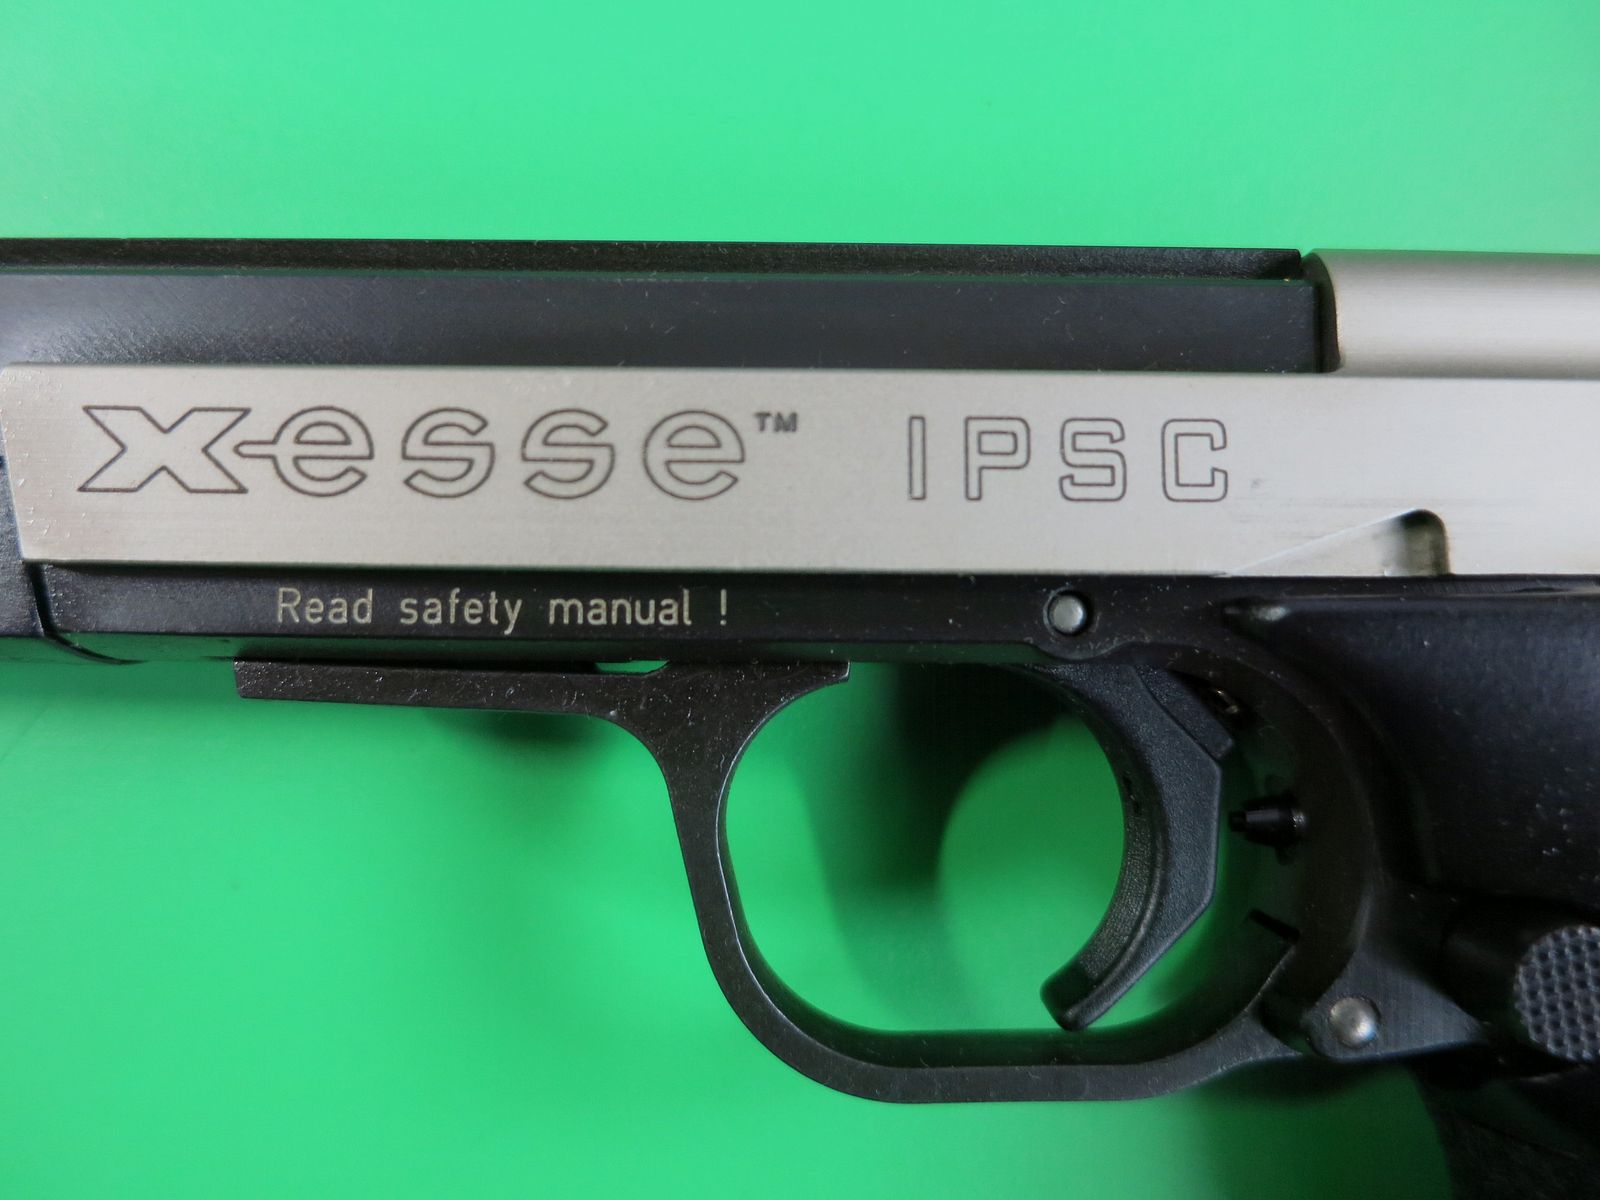 x-esse™ IPSC
Read safety manual !